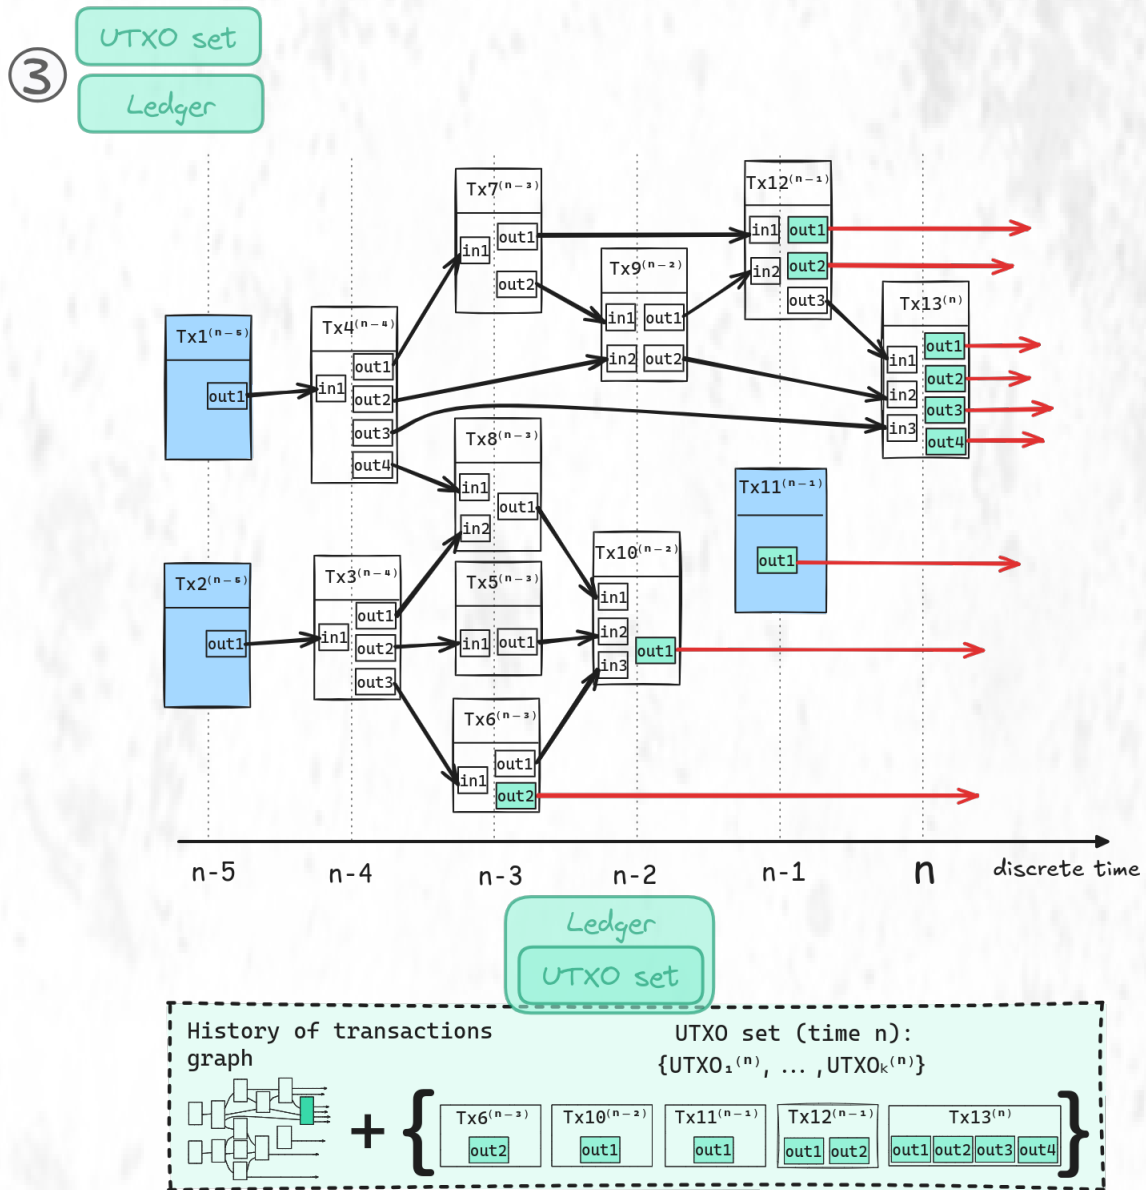 3
UTXO set
Ledger
Tx7⁽ⁿ⁻³⁾
in1
out1
out2
Tx12⁽ⁿ⁻¹⁾
in1
out1
in2
out2
out3
Tx9⁽ⁿ⁻²⁾
in1
out1
in2
out2
Tx13⁽ⁿ⁾
in1
out1
in2
out2
in3
out3
out4
Tx1⁽ⁿ⁻⁵⁾
out1
Tx4⁽ⁿ⁻⁴⁾
in1
out1
out2
out3
out4
Tx8⁽ⁿ⁻³⁾
in1
out1
in2
Tx11⁽ⁿ⁻¹⁾
out1
Tx2⁽ⁿ⁻⁵⁾
out1
Tx3⁽ⁿ⁻⁴⁾
in1
out1
out2
out3
Tx5⁽ⁿ⁻³⁾
in1
out1
Tx10⁽ⁿ⁻²⁾
in1
in2
out1
in3
Tx6⁽ⁿ⁻³⁾
in1
out1
out2
n-5 n-4 n-3 n-2 n-1 n discrete time
Ledger
UTXO set
History of transactions
graph
UTXO set (time n):
{UTXO₁⁽ⁿ⁾, ... ,UTXOₖ⁽ⁿ⁾}
+ {
Tx6⁽ⁿ⁻³⁾
out2
Tx10⁽ⁿ⁻²⁾
out1
Tx11⁽ⁿ⁻¹⁾
out1
Tx12⁽ⁿ⁻¹⁾
out1 out2
Tx13⁽ⁿ⁾
out1 out2 out3 out4
}